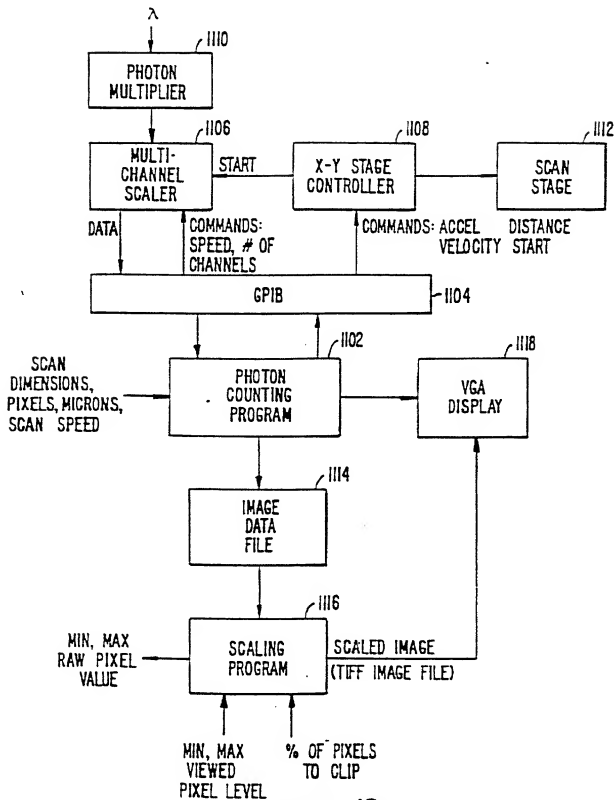 λ
1110
PHOTON
MULTIPLIER
1106
MULTI-
CHANNEL
SCALER
START
1108
X-Y STAGE
CONTROLLER
1112
SCAN
STAGE
DATA
COMMANDS:
SPEED, # OF
CHANNELS
COMMANDS: ACCEL DISTANCE
VELOCITY START
GPIB
1104
1102
SCAN
DIMENSIONS,
PIXELS, MICRONS,
SCAN SPEED
PHOTON
COUNTING
PROGRAM
1118
VGA
DISPLAY
1114
IMAGE
DATA
FILE
1116
MIN, MAX
RAW PIXEL
VALUE
SCALING
PROGRAM
SCALED IMAGE
(TIFF IMAGE FILE)
MIN, MAX
VIEWED
PIXEL LEVEL
% OF PIXELS
TO CLIP